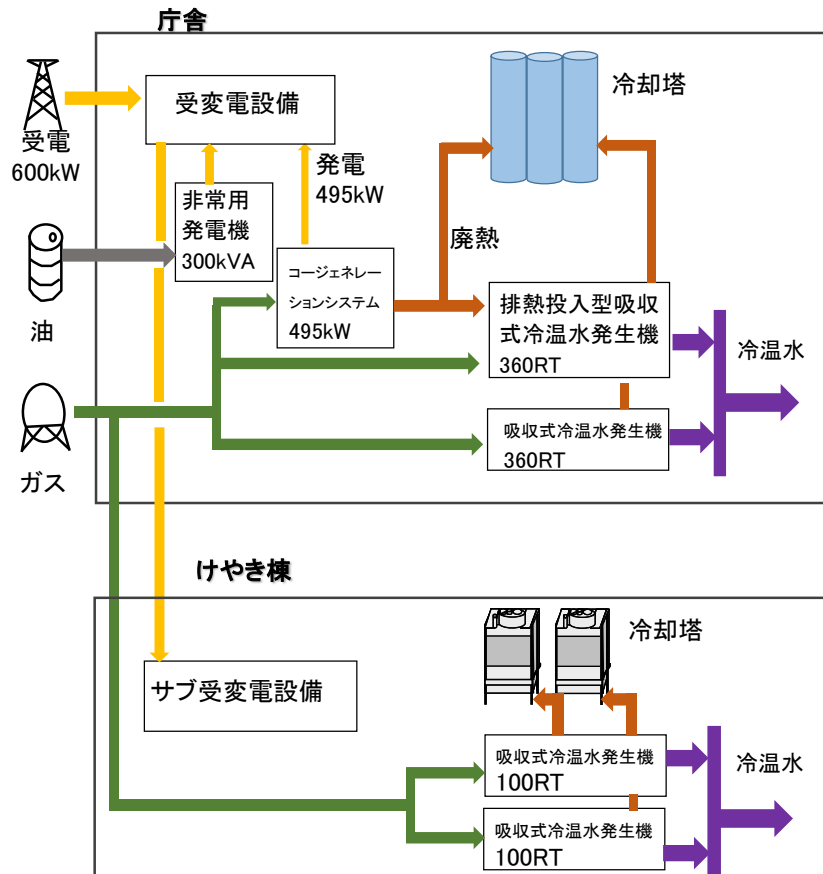 庁舎
受変電設備
冷却塔
受電
600kW
発電
495kW
非常用
発電機
300kVA
廃熱
コージェネレー
ションシステム
495kW
排熱投入型吸収
式冷温水発生機
360RT
冷温水
油
吸収式冷温水発生機
360RT
ガス
けやき棟
冷却塔
サブ受変電設備
吸収式冷温水発生機
100RT
冷温水
吸収式冷温水発生機
100RT